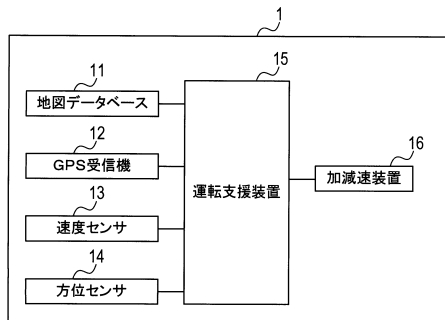 1
11
地図データベース
12
GPS受信機
13
速度センサ
14
方位センサ
15
運転支援装置
16
加減速装置